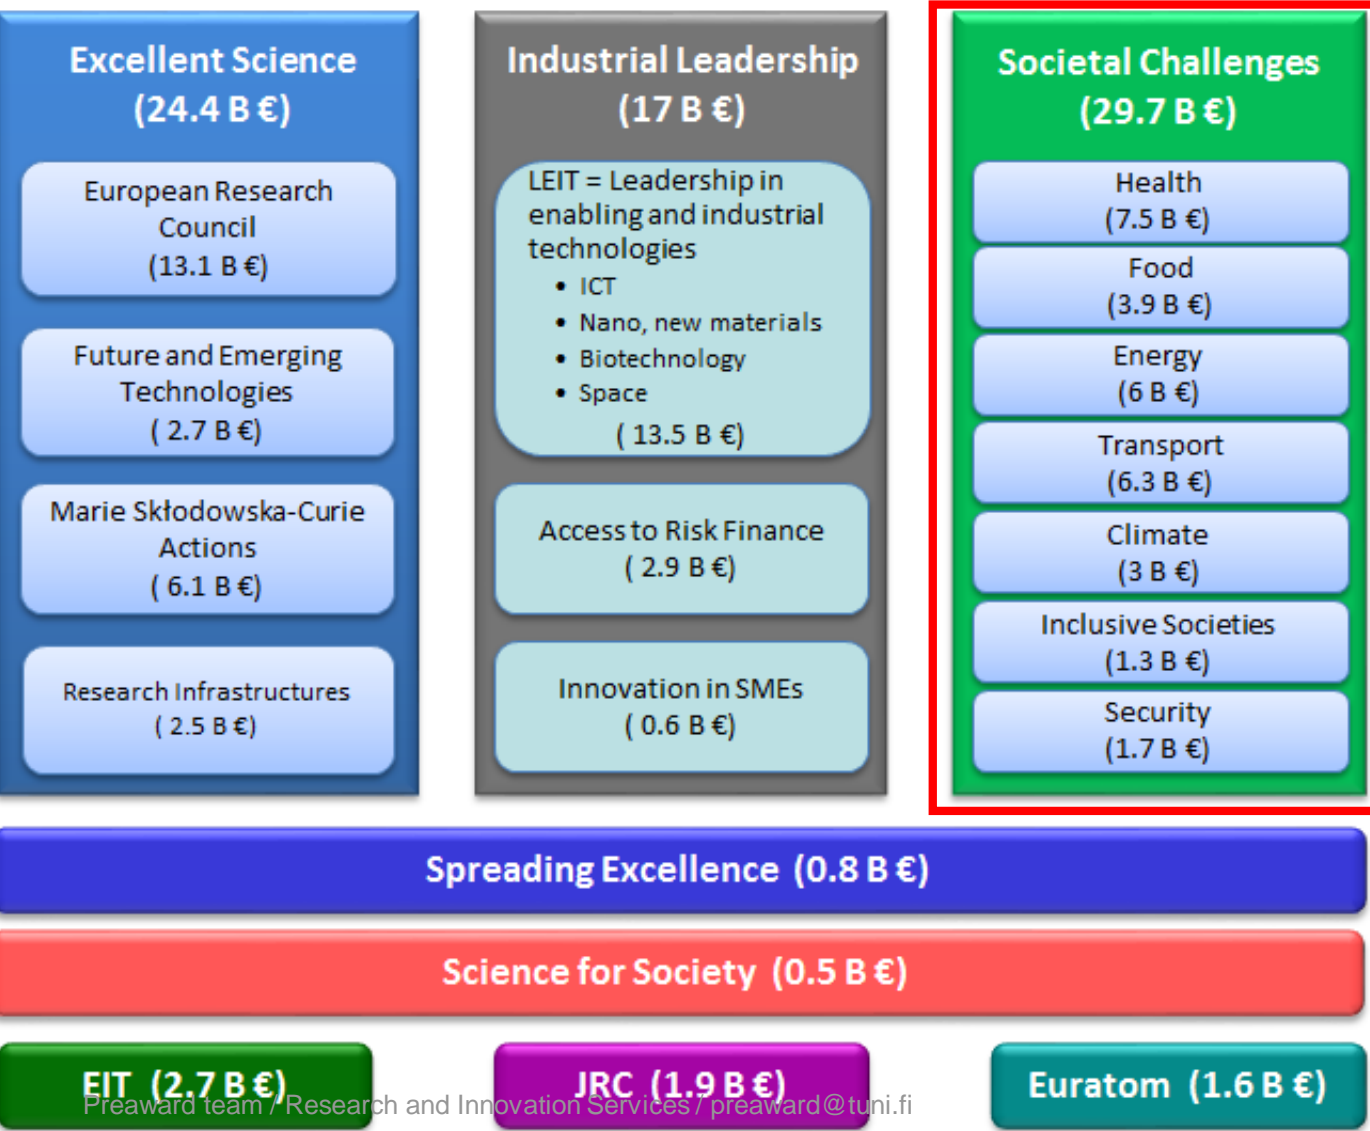 Excellent Science
(24.4 B €)
European Research
Council
(13.1 B €)
Future and Emerging
Technologies
( 2.7 B €)
Marie Skłodowska-Curie
Actions
( 6.1 B €)
Research Infrastructures
( 2.5 B €)
Industrial Leadership
(17 B €)
LEIT = Leadership in
enabling and industrial
technologies
• ICT
• Nano, new materials
• Biotechnology
• Space
( 13.5 B €)
Access to Risk Finance
( 2.9 B €)
Innovation in SMEs
( 0.6 B €)
Societal Challenges
(29.7 B €)
Health
(7.5 B €)
Food
(3.9 B €)
Energy
(6 B €)
Transport
(6.3 B €)
Climate
(3 B €)
Inclusive Societies
(1.3 B €)
Security
(1.7 B €)
Spreading Excellence (0.8 B €)
Science for Society (0.5 B €)
EIT (2.7 B €)
JRC (1.9 B €)
Euratom (1.6 B €)
Preaward team / Research and Innovation Services / preaward@tuni.fi